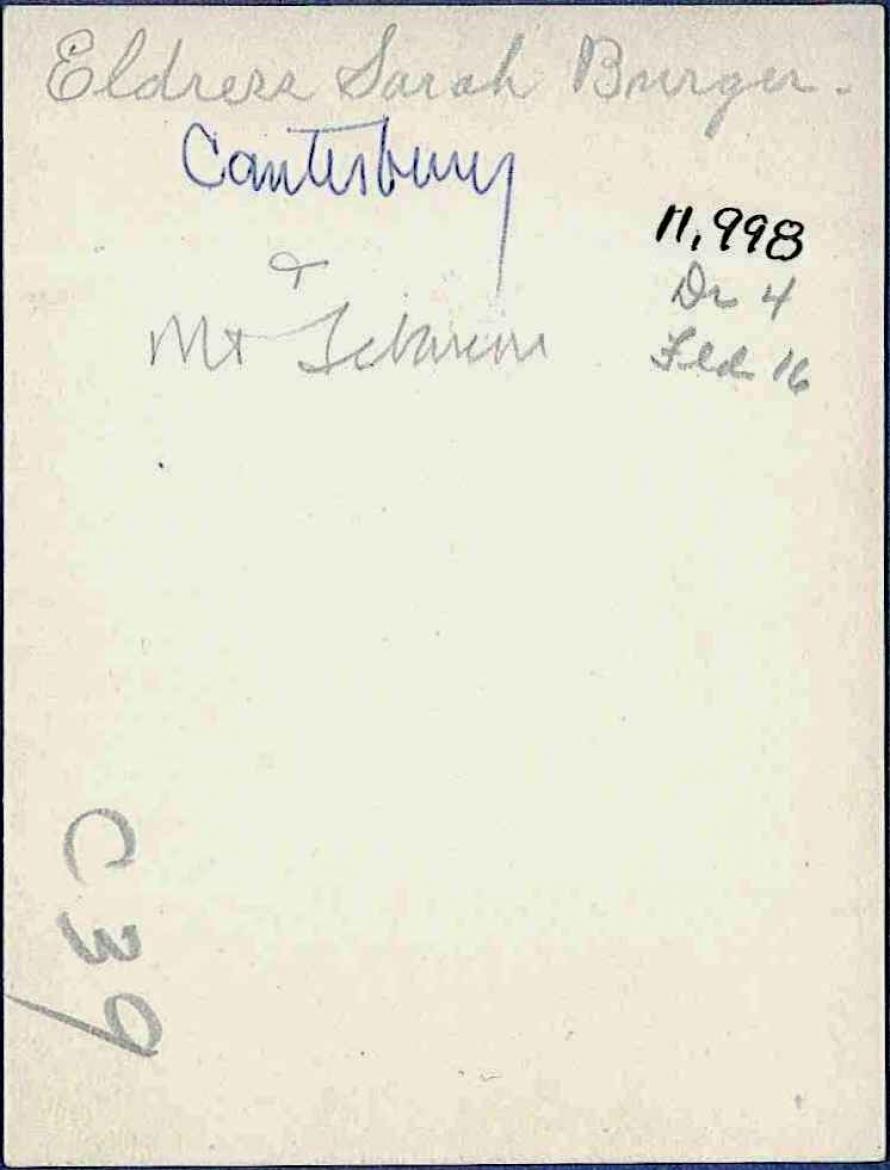 Eldress Sarah Burger.
Canterbury
11,998
&
Dr 4
Mt Lebanon
Fld 16
C 39